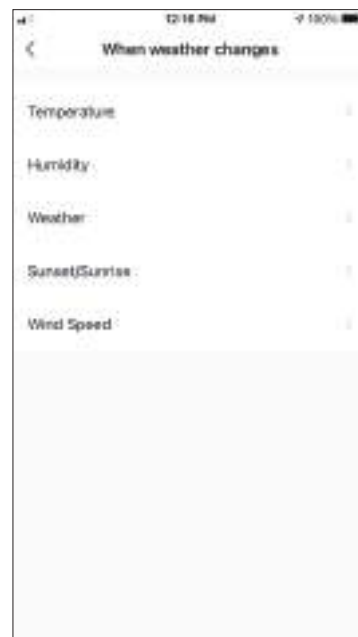 12:16 PM 100%
When weather changes
Temperature
Humidity
Weather
Sunset/Sunrise
Wind Speed